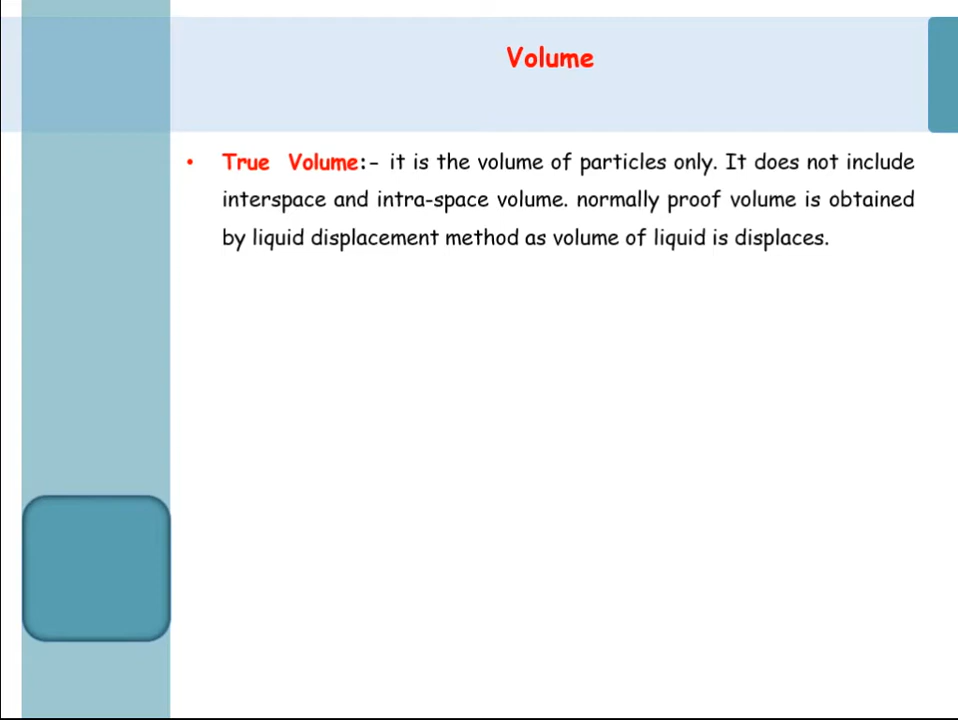 Volume
• True Volume:- it is the volume of particles only. It does not include
interspace and intra-space volume. normally proof volume is obtained
by liquid displacement method as volume of liquid is displaces.